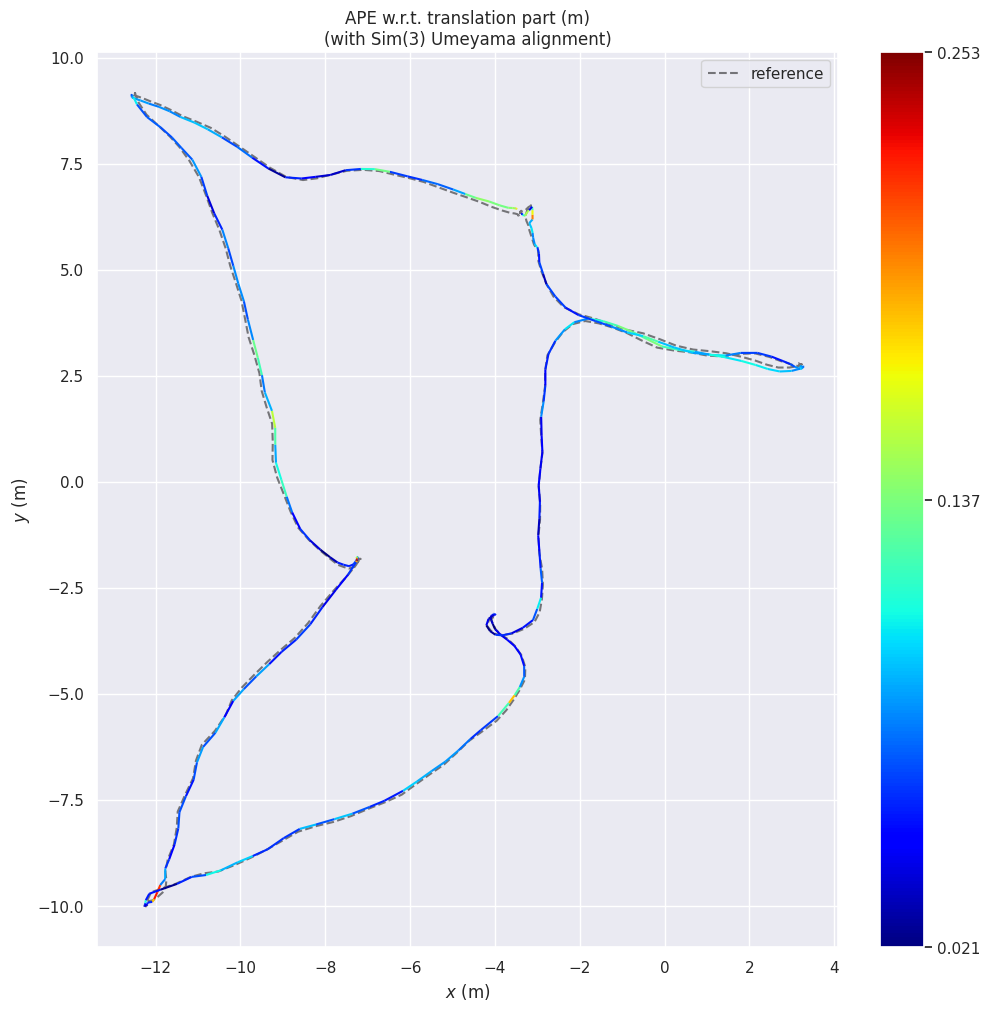 APE w.r.t. translation part (m)
(with Sim(3) Umeyama alignment)
reference
10.0
7.5
5.0
2.5
0.0
−2.5
−5.0
−7.5
−10.0
y (m)
−12 −10 −8 −6 −4 −2 0 2 4
x (m)
0.253
0.137
0.021